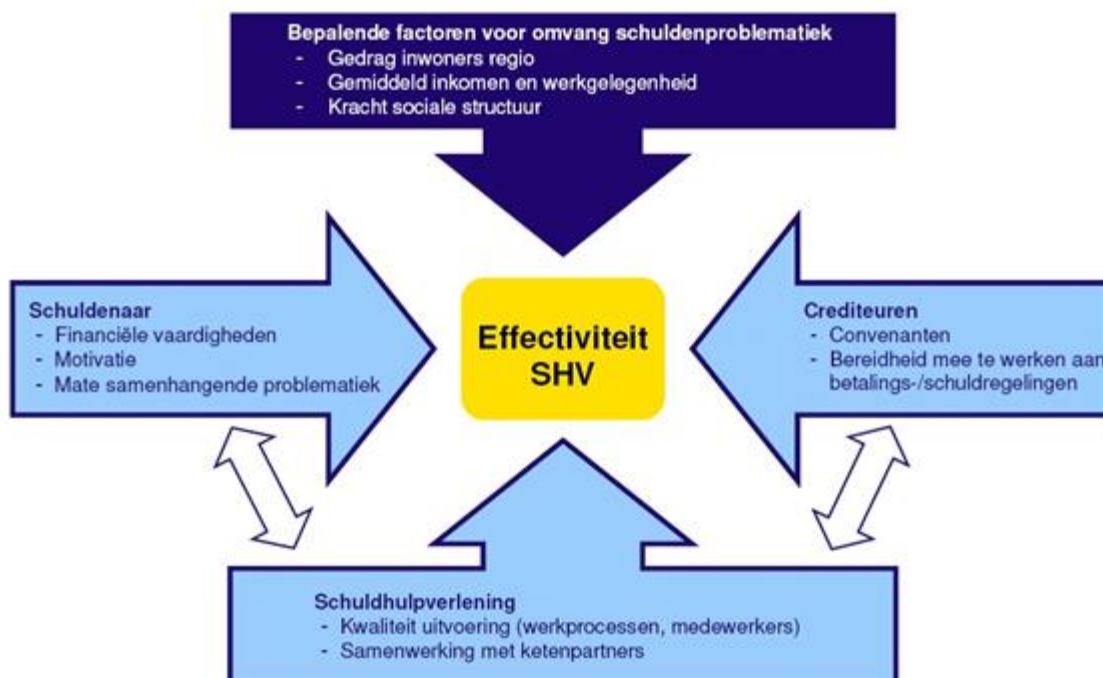 Bepalende factoren voor omvang schuldenproblematiek
- Gedrag inwoners regio
- Gemiddeld inkomen en werkgelegenheid
- Kracht sociale structuur
Schuldenaar
- Financiële vaardigheden
- Motivatie
- Mate samenhangende problematiek
Effectiviteit
SHV
Crediteuren
- Convenanten
- Bereidheid mee te werken aan
betalings-/schuldregelingen
Schuldhulpverlening
- Kwaliteit uitvoering (werkprocessen, medewerkers)
- Samenwerking met ketenpartners